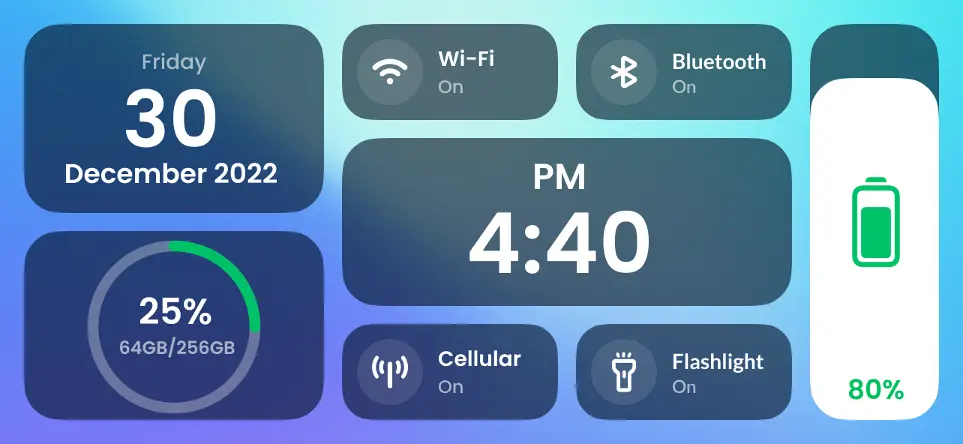 Friday
30
December 2022
25%
64GB/256GB
Wi-Fi
On
Bluetooth
On
PM
4:40
Cellular
On
Flashlight
On
80%